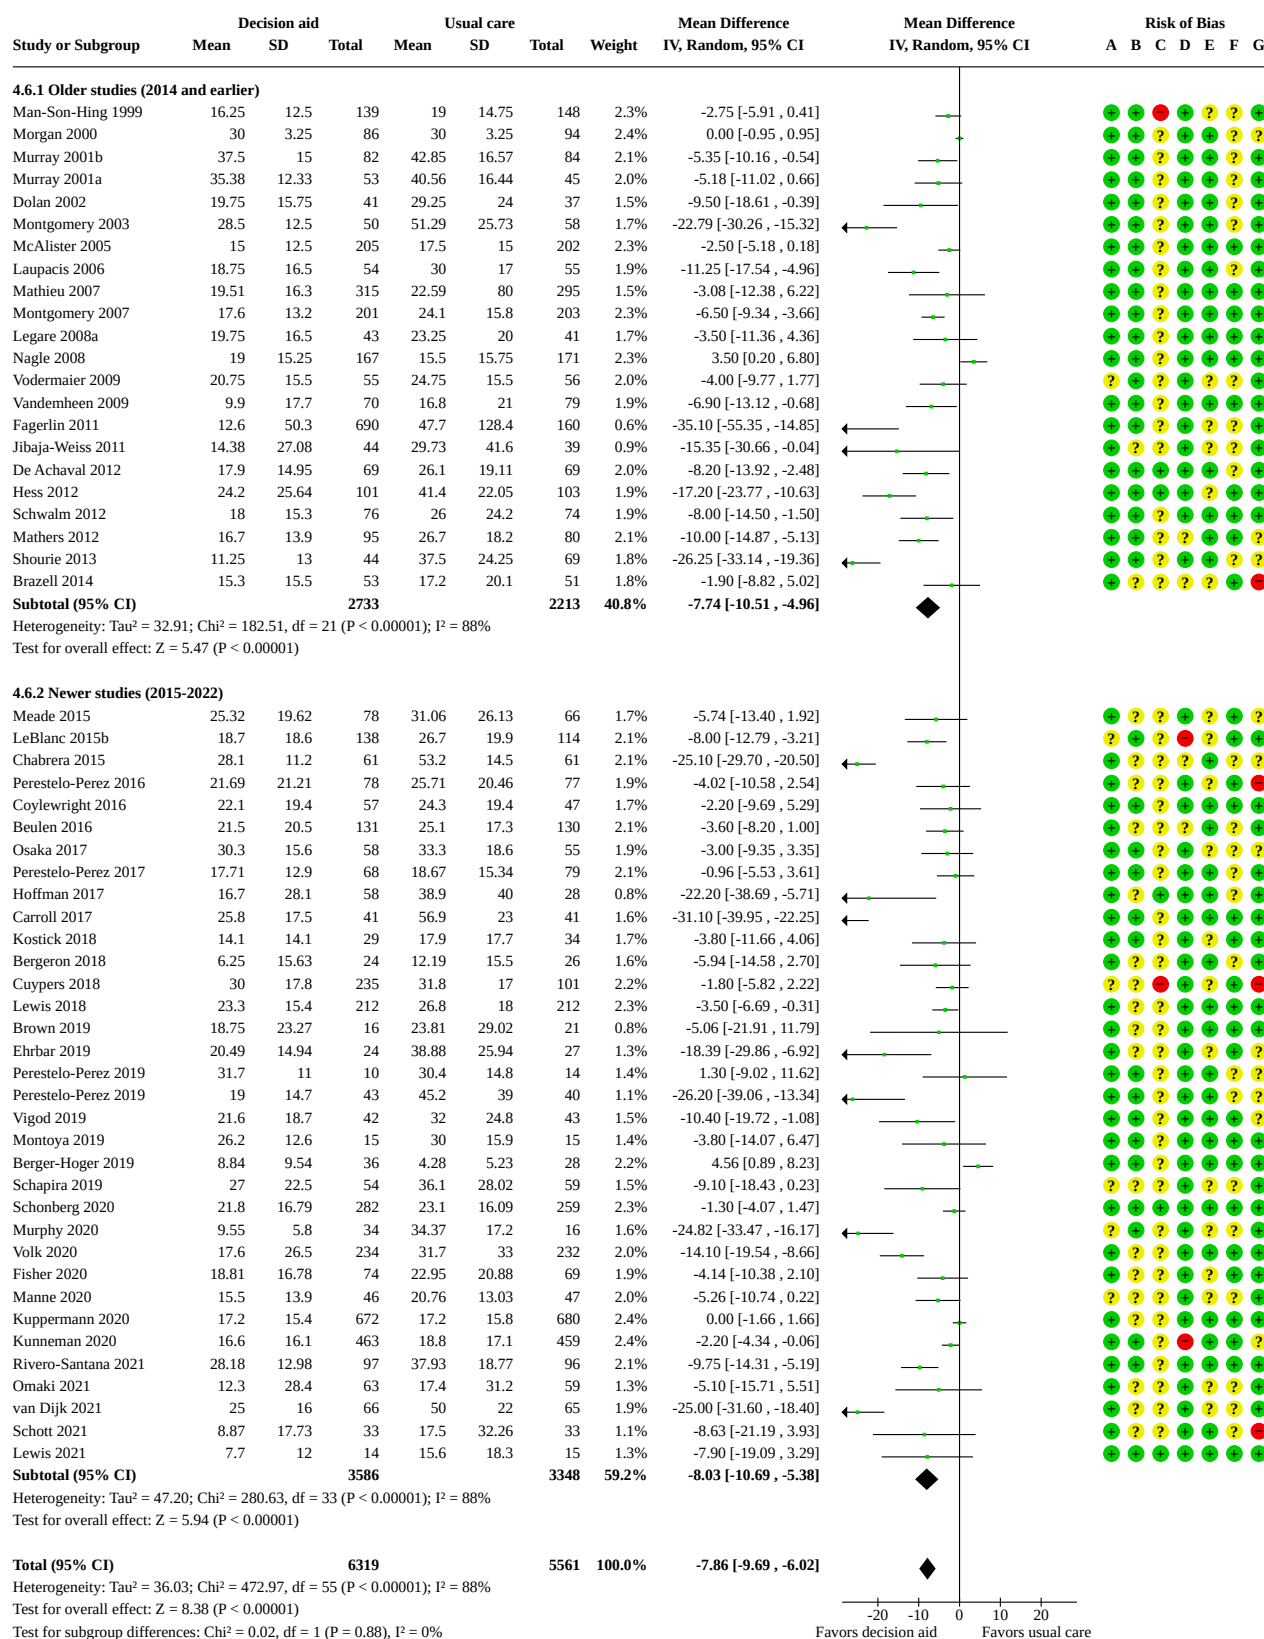 Decision aid Usual care Mean Difference Mean Difference Risk of Bias
Study or Subgroup Mean SD Total Mean SD Total Weight IV, Random, 95% CI IV, Random, 95% CI A B C D E F G
4.6.1 Older studies (2014 and earlier)
Man-Son-Hing 1999 16.25 12.5 139 19 14.75 148 2.3% -2.75 [-5.91 , 0.41] + + − + ? ? +
Morgan 2000 30 3.25 86 30 3.25 94 2.4% 0.00 [-0.95 , 0.95] + + ? + + ? ?
Murray 2001b 37.5 15 82 42.85 16.57 84 2.1% -5.35 [-10.16 , -0.54] + + ? + + ? +
Murray 2001a 35.38 12.33 53 40.56 16.44 45 2.0% -5.18 [-11.02 , 0.66] + + ? + + ? +
Dolan 2002 19.75 15.75 41 29.25 24 37 1.5% -9.50 [-18.61 , -0.39] + + ? + + ? +
Montgomery 2003 28.5 12.5 50 51.29 25.73 58 1.7% -22.79 [-30.26 , -15.32] + + ? + + ? +
McAlister 2005 15 12.5 205 17.5 15 202 2.3% -2.50 [-5.18 , 0.18] + + ? + + + +
Laupacis 2006 18.75 16.5 54 30 17 55 1.9% -11.25 [-17.54 , -4.96] + + ? + + ? +
Mathieu 2007 19.51 16.3 315 22.59 80 295 1.5% -3.08 [-12.38 , 6.22] + + ? + + + +
Montgomery 2007 17.6 13.2 201 24.1 15.8 203 2.3% -6.50 [-9.34 , -3.66] + + ? + + + +
Legare 2008a 19.75 16.5 43 23.25 20 41 1.7% -3.50 [-11.36 , 4.36] + + ? + + + +
Nagle 2008 19 15.25 167 15.5 15.75 171 2.3% 3.50 [0.20 , 6.80] + + ? + + + +
Vodermaier 2009 20.75 15.5 55 24.75 15.5 56 2.0% -4.00 [-9.77 , 1.77] ? + ? + ? ? +
Vandemheen 2009 9.9 17.7 70 16.8 21 79 1.9% -6.90 [-13.12 , -0.68] + + ? + + + +
Fagerlin 2011 12.6 50.3 690 47.7 128.4 160 0.6% -35.10 [-55.35 , -14.85] + + ? + ? ? +
Jibaja-Weiss 2011 14.38 27.08 44 29.73 41.6 39 0.9% -15.35 [-30.66 , -0.04] + ? ? + ? ? +
De Achaval 2012 17.9 14.95 69 26.1 19.11 69 2.0% -8.20 [-13.92 , -2.48] + + + + + ? +
Hess 2012 24.2 25.64 101 41.4 22.05 103 1.9% -17.20 [-23.77 , -10.63] + + + + ? + +
Schwalm 2012 18 15.3 76 26 24.2 74 1.9% -8.00 [-14.50 , -1.50] + + ? + + + +
Mathers 2012 16.7 13.9 95 26.7 18.2 80 2.1% -10.00 [-14.87 , -5.13] + + ? ? + + ?
Shourie 2013 11.25 13 44 37.5 24.25 69 1.8% -26.25 [-33.14 , -19.36] + + ? + + ? ?
Brazell 2014 15.3 15.5 53 17.2 20.1 51 1.8% -1.90 [-8.82 , 5.02] + ? ? ? ? + −
Subtotal (95% CI) 2733 2213 40.8% -7.74 [-10.51 , -4.96]
Heterogeneity: Tau² = 32.91; Chi² = 182.51, df = 21 (P < 0.00001); I² = 88%
Test for overall effect: Z = 5.47 (P < 0.00001)
4.6.2 Newer studies (2015-2022)
Meade 2015 25.32 19.62 78 31.06 26.13 66 1.7% -5.74 [-13.40 , 1.92] + ? ? + ? + ?
LeBlanc 2015b 18.7 18.6 138 26.7 19.9 114 2.1% -8.00 [-12.79 , -3.21] ? + ? − ? + +
Chabrera 2015 28.1 11.2 61 53.2 14.5 61 2.1% -25.10 [-29.70 , -20.50] + + ? ? + ? ?
Perestelo-Perez 2016 21.69 21.21 78 25.71 20.46 77 1.9% -4.02 [-10.58 , 2.54] + + ? + ? + −
Coylewright 2016 22.1 19.4 57 24.3 19.4 47 1.7% -2.20 [-9.69 , 5.29] + + ? + + + +
Beulen 2016 21.5 20.5 131 25.1 17.3 130 2.1% -3.60 [-8.20 , 1.00] + ? ? ? + ? +
Osaka 2017 30.3 15.6 58 33.3 18.6 55 1.9% -3.00 [-9.35 , 3.35] + + ? + ? ? ?
Perestelo-Perez 2017 17.71 12.9 68 18.67 15.34 79 2.1% -0.96 [-5.53 , 3.61] + + ? + + ? +
Hoffman 2017 16.7 28.1 58 38.9 40 28 0.8% -22.20 [-38.69 , -5.71] + ? + + + ? +
Carroll 2017 25.8 17.5 41 56.9 23 41 1.6% -31.10 [-39.95 , -22.25] + + ? + + + +
Kostick 2018 14.1 14.1 29 17.9 17.7 34 1.7% -3.80 [-11.66 , 4.06] + + ? + ? + +
Bergeron 2018 6.25 15.63 24 12.19 15.5 26 1.6% -5.94 [-14.58 , 2.70] + ? ? + + ? +
Cuypers 2018 30 17.8 235 31.8 17 101 2.2% -1.80 [-5.82 , 2.22] ? ? − + ? + −
Lewis 2018 23.3 15.4 212 26.8 18 212 2.3% -3.50 [-6.69 , -0.31] + ? ? + + + +
Brown 2019 18.75 23.27 16 23.81 29.02 21 0.8% -5.06 [-21.91 , 11.79] + ? ? + + + +
Ehrbar 2019 20.49 14.94 24 38.88 25.94 27 1.3% -18.39 [-29.86 , -6.92] + ? ? + ? + ?
Perestelo-Perez 2019 31.7 11 10 30.4 14.8 14 1.4% 1.30 [-9.02 , 11.62] + + ? + + ? ?
Perestelo-Perez 2019 19 14.7 43 45.2 39 40 1.1% -26.20 [-39.06 , -13.34] + + ? + + ? ?
Vigod 2019 21.6 18.7 42 32 24.8 43 1.5% -10.40 [-19.72 , -1.08] + + ? + + + ?
Montoya 2019 26.2 12.6 15 30 15.9 15 1.4% -3.80 [-14.07 , 6.47] + + ? + + + +
Berger-Hoger 2019 8.84 9.54 36 4.28 5.23 28 2.2% 4.56 [0.89 , 8.23] + + ? + + + +
Schapira 2019 27 22.5 54 36.1 28.02 59 1.5% -9.10 [-18.43 , 0.23] ? ? ? + ? ? +
Schonberg 2020 21.8 16.79 282 23.1 16.09 259 2.3% -1.30 [-4.07 , 1.47] + + + + + + +
Murphy 2020 9.55 5.8 34 34.37 17.2 16 1.6% -24.82 [-33.47 , -16.17] ? + ? + ? ? +
Volk 2020 17.6 26.5 234 31.7 33 232 2.0% -14.10 [-19.54 , -8.66] + ? ? + + + +
Fisher 2020 18.81 16.78 74 22.95 20.88 69 1.9% -4.14 [-10.38 , 2.10] + ? ? + ? + +
Manne 2020 15.5 13.9 46 20.76 13.03 47 2.0% -5.26 [-10.74 , 0.22] ? ? ? + ? ? +
Kuppermann 2020 17.2 15.4 672 17.2 15.8 680 2.4% 0.00 [-1.66 , 1.66] + ? ? + + + +
Kunneman 2020 16.6 16.1 463 18.8 17.1 459 2.4% -2.20 [-4.34 , -0.06] + + ? − + + ?
Rivero-Santana 2021 28.18 12.98 97 37.93 18.77 96 2.1% -9.75 [-14.31 , -5.19] + + ? + + + +
Omaki 2021 12.3 28.4 63 17.4 31.2 59 1.3% -5.10 [-15.71 , 5.51] + ? ? + ? ? +
van Dijk 2021 25 16 66 50 22 65 1.9% -25.00 [-31.60 , -18.40] + ? ? + ? ? +
Schott 2021 8.87 17.73 33 17.5 32.26 33 1.2% -8.63 [-21.19 , 3.93] + ? ? + + ? −
Lewis 2021 7.7 12 14 15.6 18.3 15 1.3% -7.90 [-19.09 , 3.29] + + + + + + +
Subtotal (95% CI) 3586 3348 59.2% -8.03 [-10.69 , -5.38]
Heterogeneity: Tau² = 47.20; Chi² = 280.63, df = 33 (P < 0.00001); I² = 88%
Test for overall effect: Z = 5.94 (P < 0.00001)
Total (95% CI) 6319 5561 100.0% -7.86 [-9.69 , -6.02]
Heterogeneity: Tau² = 36.03; Chi² = 472.97, df = 55 (P < 0.00001); I² = 88%
Test for overall effect: Z = 8.38 (P < 0.00001)
-20 -10 0 10 20
Test for subgroup differences: Chi² = 0.02, df = 1 (P = 0.88), I² = 0%
Favors decision aid Favors usual care